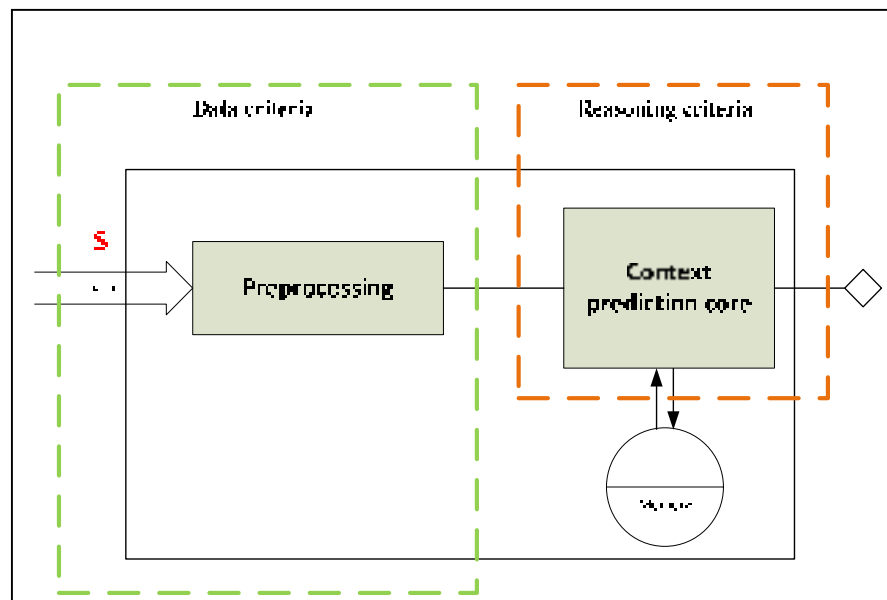 Data criteria
Reasoning criteria
S
Preprocessing
Context
prediction core